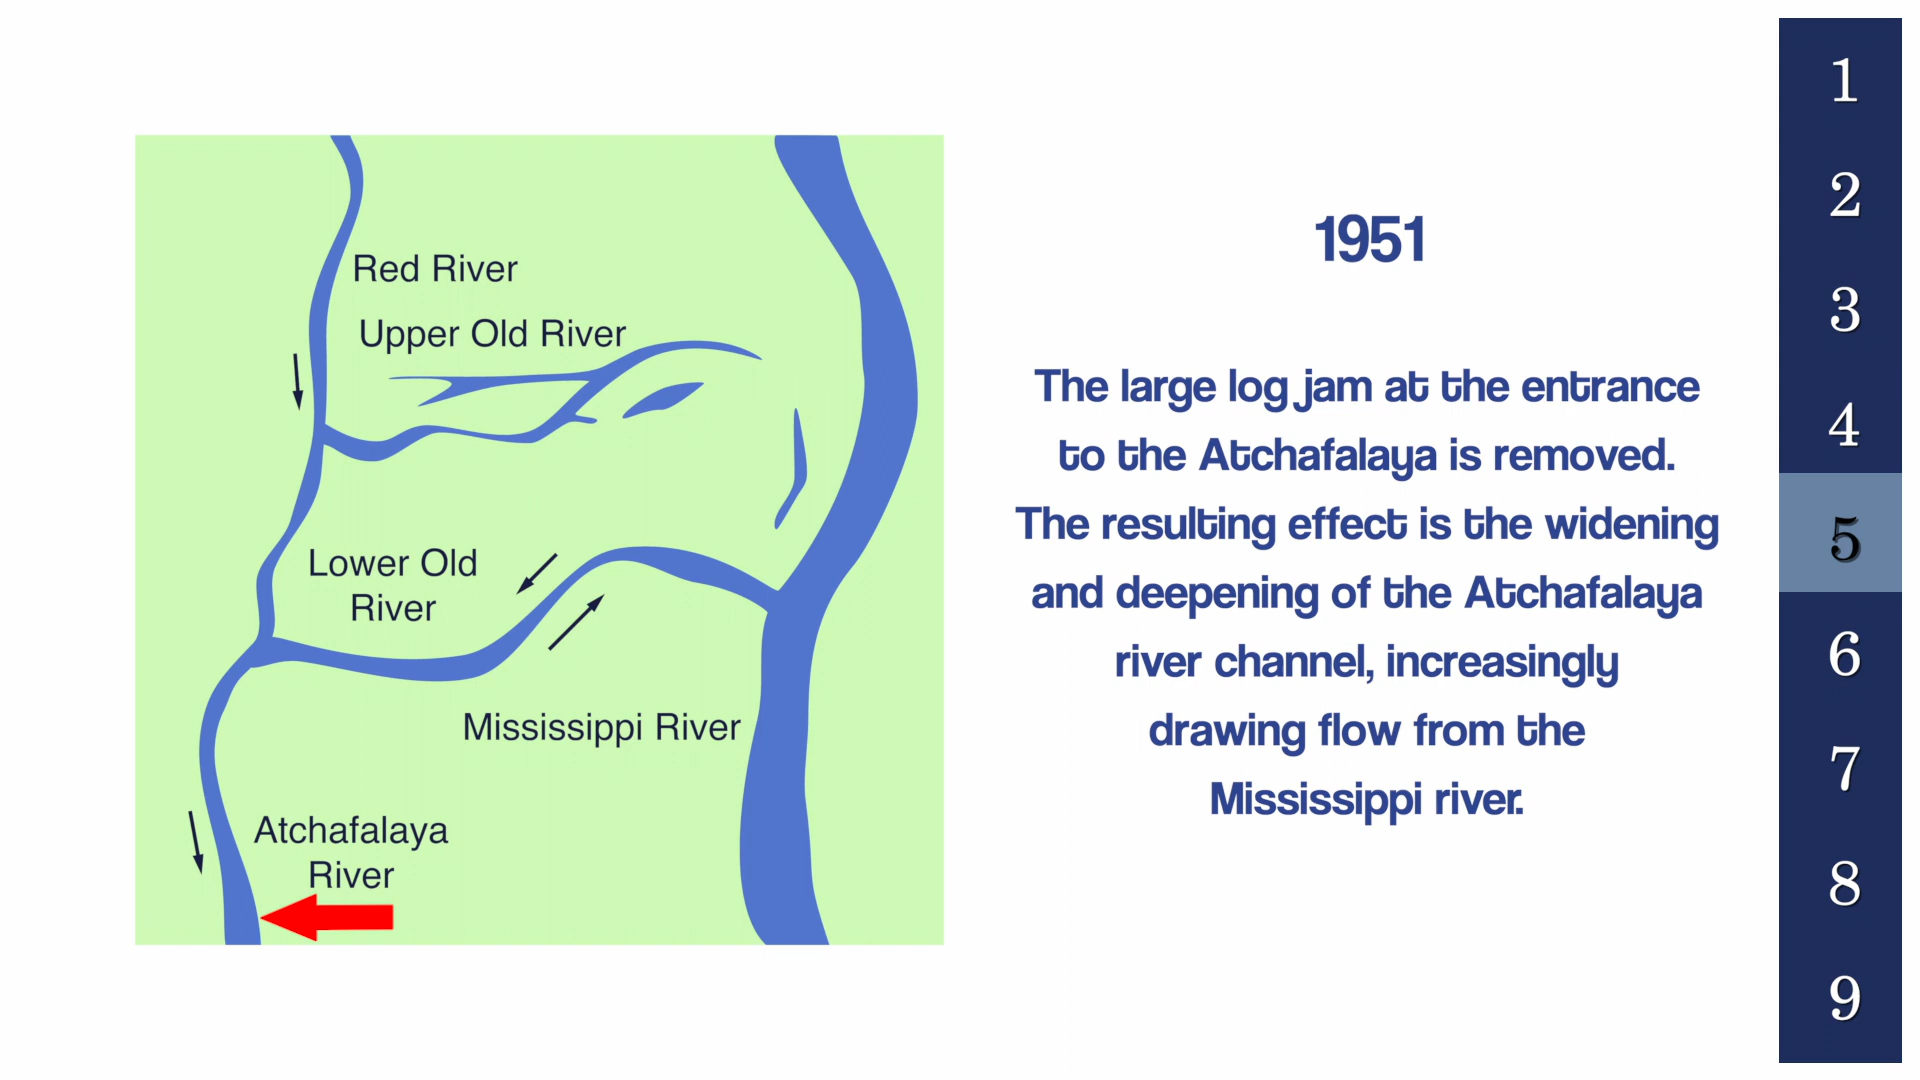 Red River
Upper Old River
Lower Old
River
Mississippi River
Atchafalaya
River
1951
The large log jam at the entrance
to the Atchafalaya is removed.
The resulting effect is the widening
and deepening of the Atchafalaya
river channel, increasingly
drawing flow from the
Mississippi river.
1
2
3
4
5
6
7
8
9